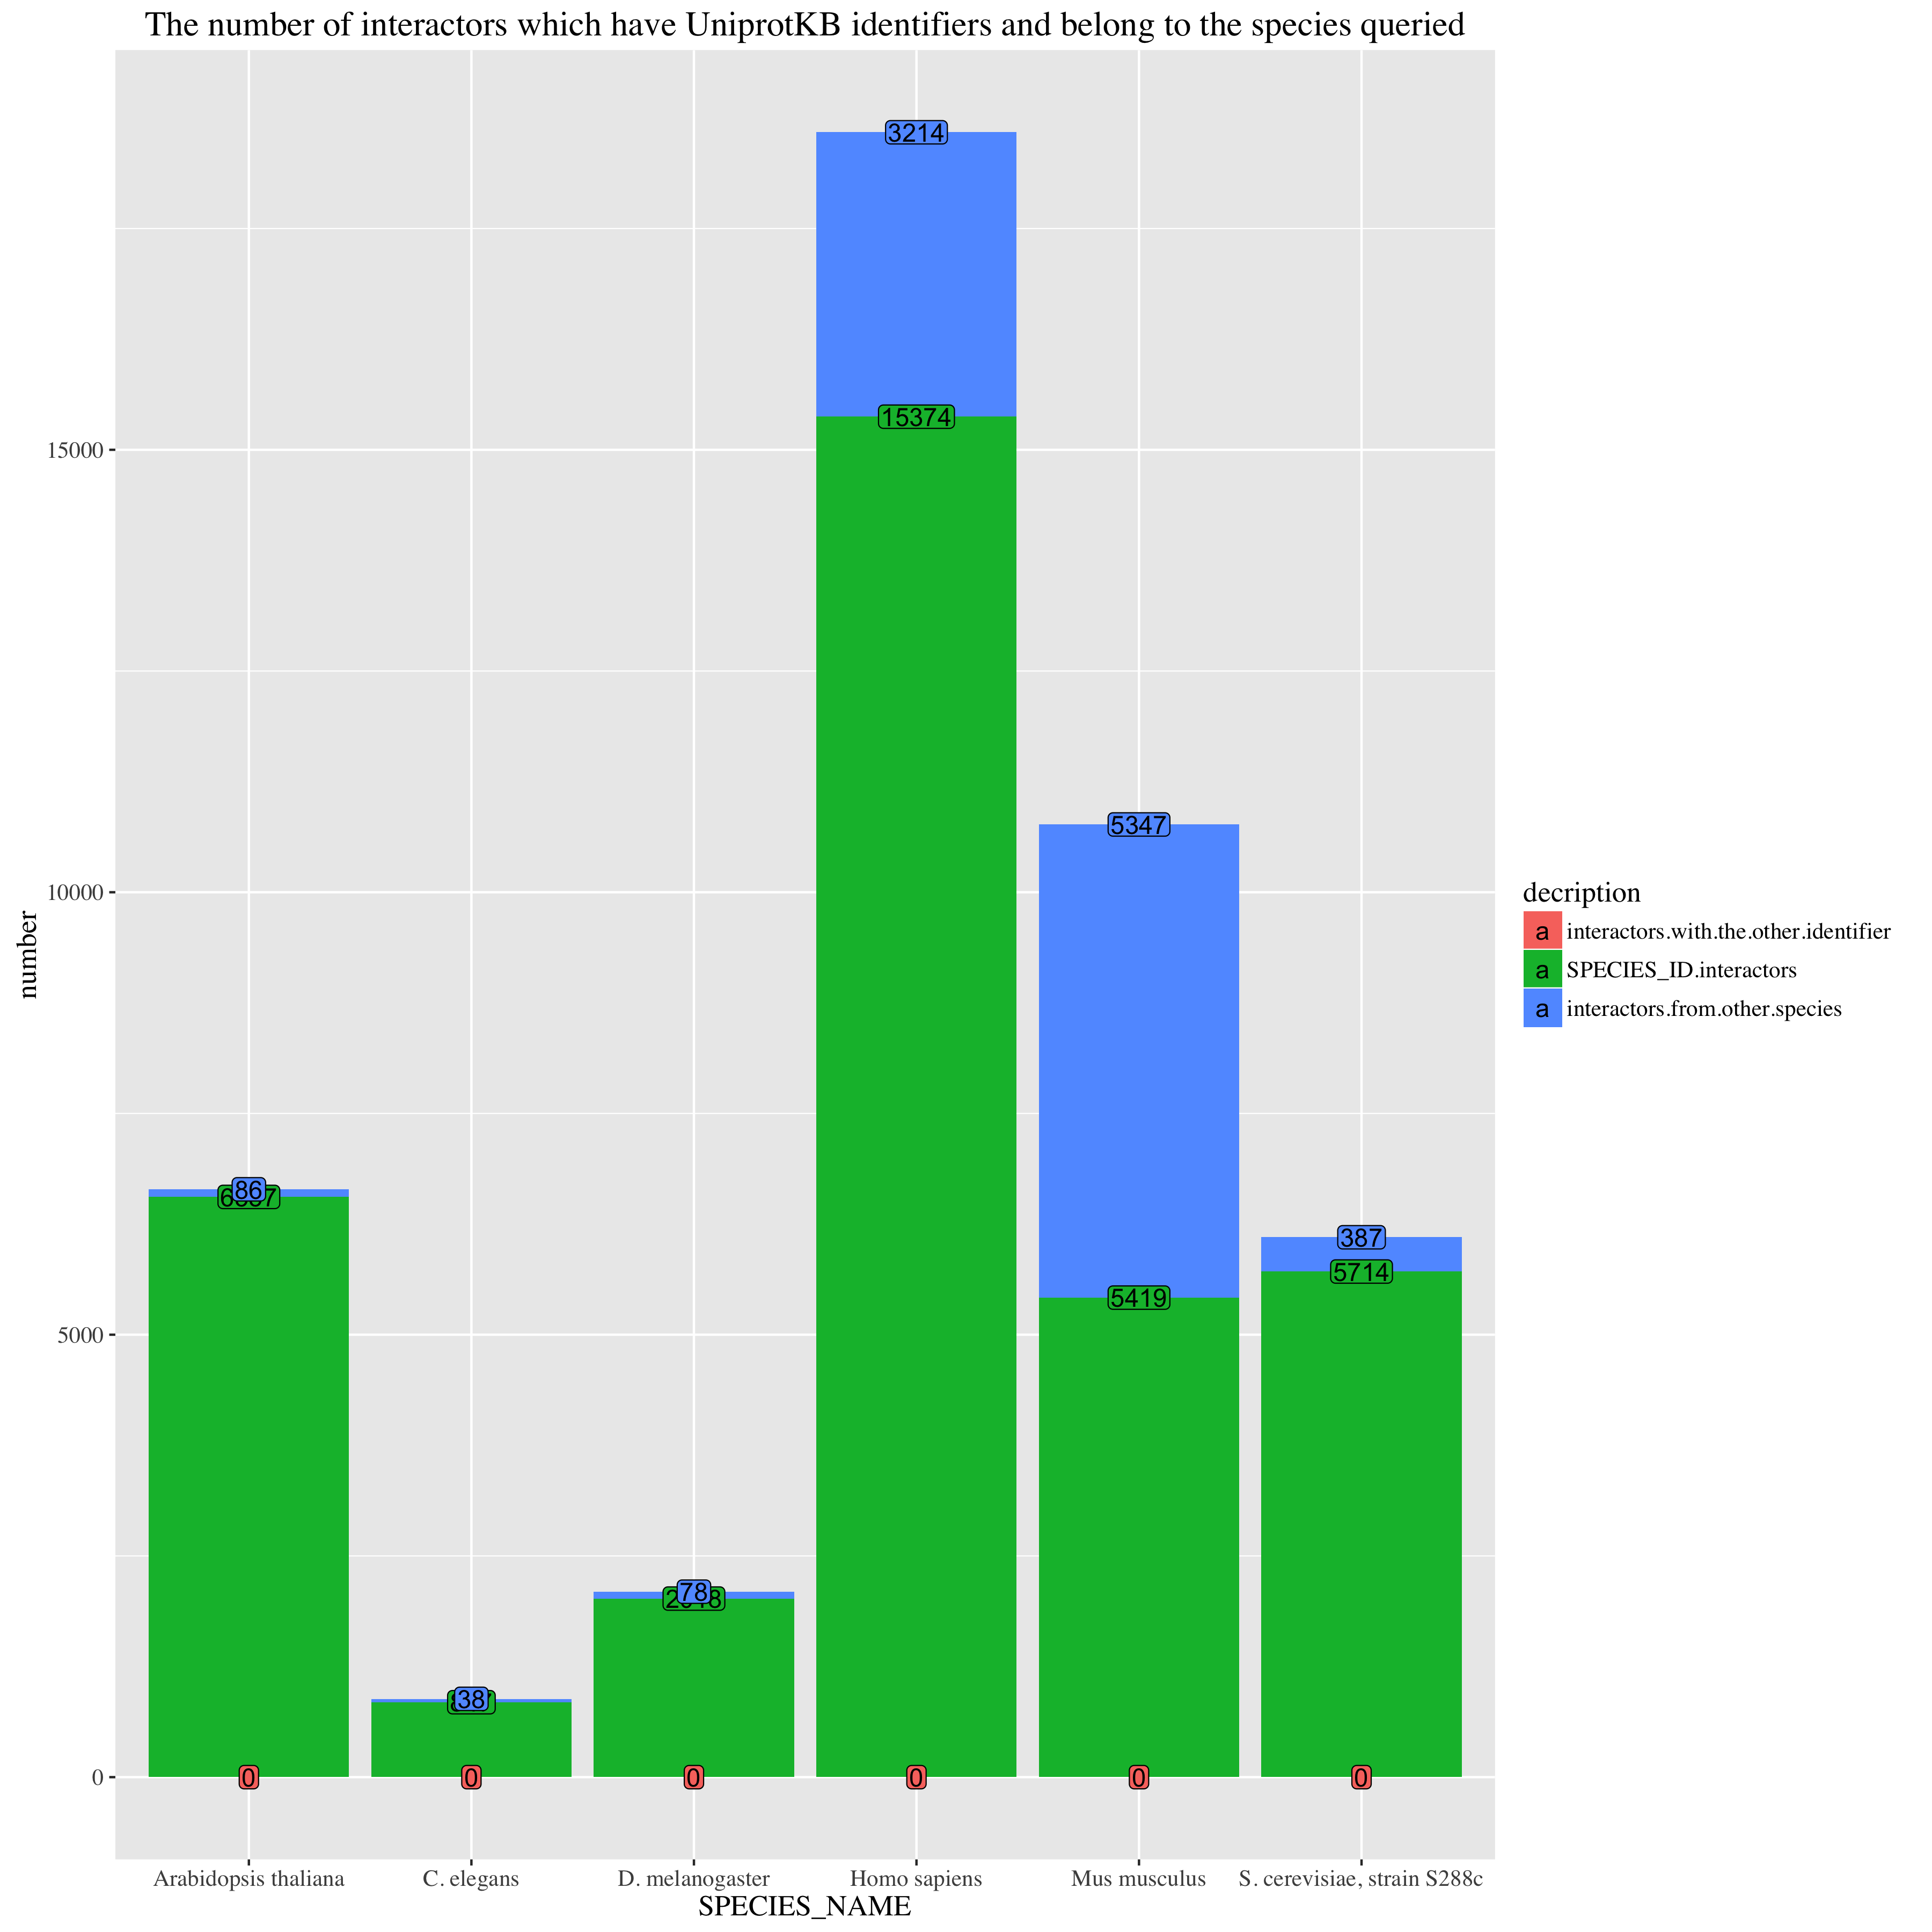 The number of interactors which have UniprotKB identifiers and belong to the species queried
number
15000
10000
5000
0
3214
15374
5347
5419
387
5714
86
78
38
0
0
0
0
0
0
Arabidopsis thaliana
C. elegans
D. melanogaster
Homo sapiens
Mus musculus
S. cerevisiae, strain S288c
SPECIES_NAME
decription
a interactors.with.the.other.identifier
a SPECIES_ID.interactors
a interactors.from.other.species